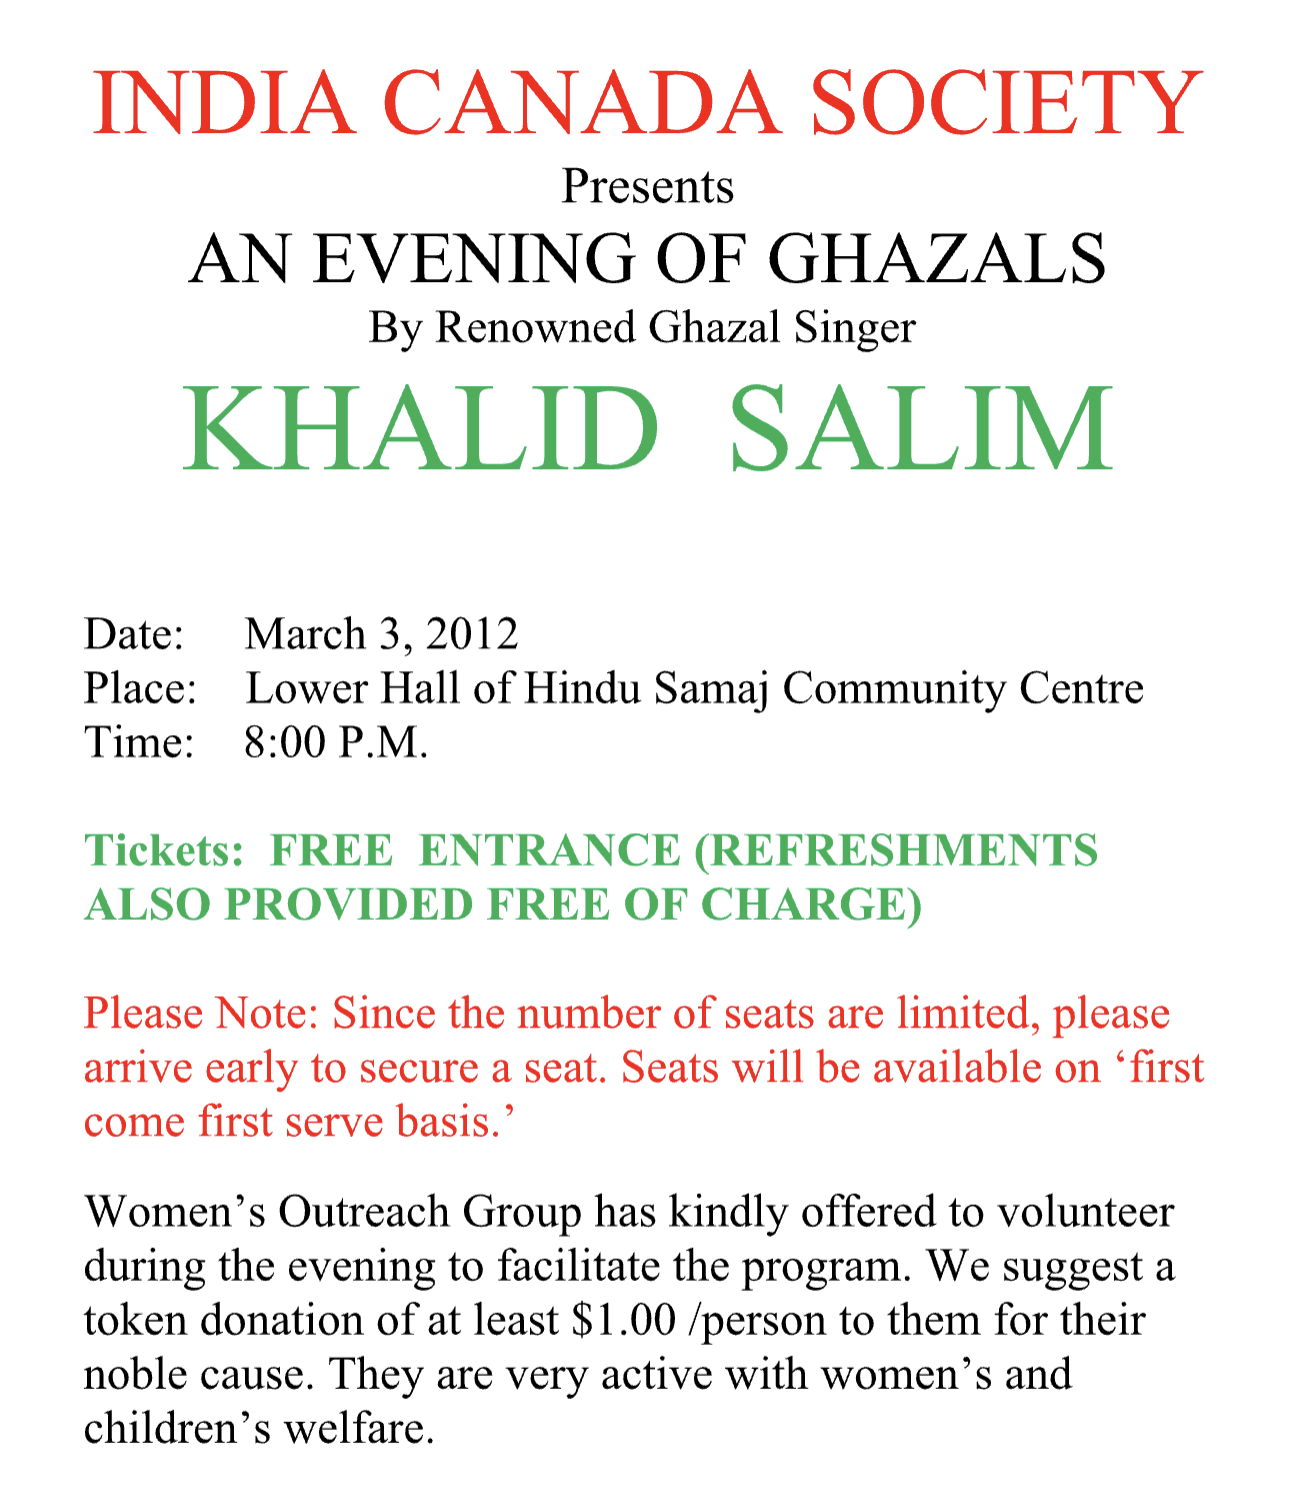 INDIA CANADA SOCIETY
Presents
AN EVENING OF GHAZALS
By Renowned Ghazal Singer
KHALID SALIM
Date: March 3, 2012
Place: Lower Hall of Hindu Samaj Community Centre
Time: 8:00 P.M.
Tickets: FREE ENTRANCE (REFRESHMENTS
ALSO PROVIDED FREE OF CHARGE)
Please Note: Since the number of seats are limited, please
arrive early to secure a seat. Seats will be available on ‘first
come first serve basis.’
Women’s Outreach Group has kindly offered to volunteer
during the evening to facilitate the program. We suggest a
token donation of at least $1.00 /person to them for their
noble cause. They are very active with women’s and
children’s welfare.